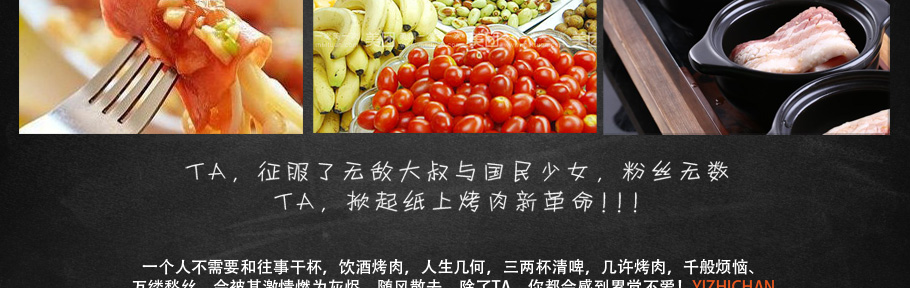 TA，征服了无敌大叔与国民少女，粉丝无数
TA，掀起纸上烤肉新革命!!!
一个人不需要和往事干杯，饮酒烤肉，人生几何，三两杯清啤，几许烤肉，千般烦恼、
万缕愁丝，会被其激情燃为灰烬，随风散去，除了TA，你都会感到累觉不爱！YIZHICHAN